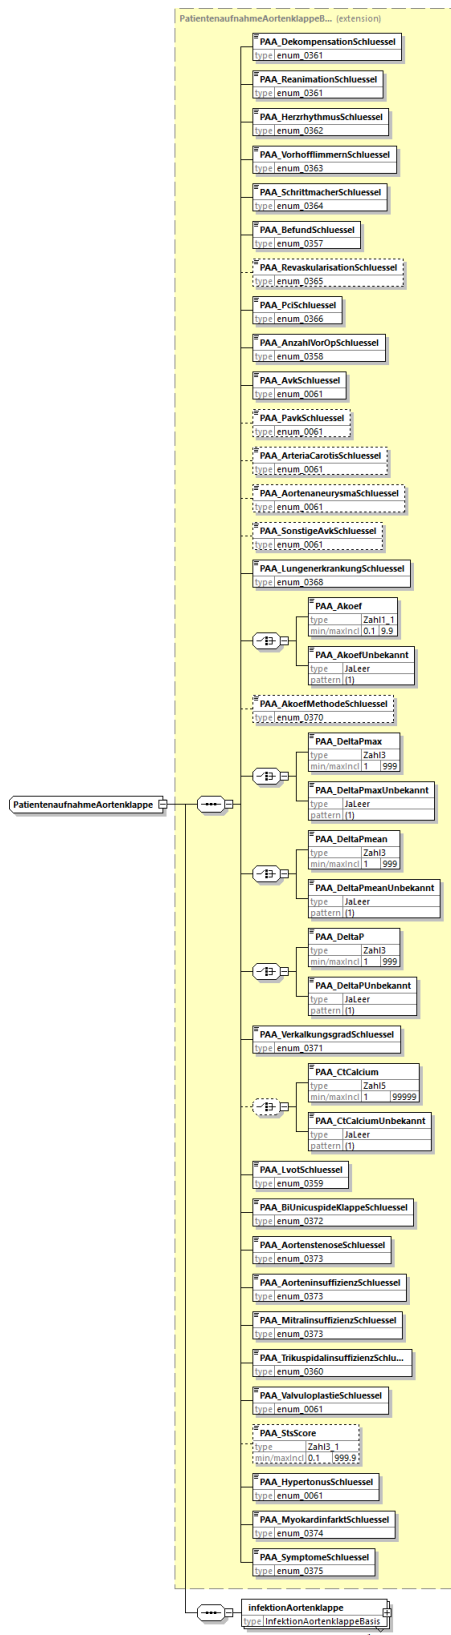 PatientenaufnahmeAortenklappeB... (extension)
PAA_DekompensationSchluessel
type enum_0361
PAA_ReanimationSchluessel
type enum_0361
PAA_HerzrhythmusSchluessel
type enum_0362
PAA_VorhofflimmernSchluessel
type enum_0363
PAA_SchrittmacherSchluessel
type enum_0364
PAA_BefundSchluessel
type enum_0357
PAA_RevaskularisationSchluessel
type enum_0365
PAA_PciSchluessel
type enum_0366
PAA_AnzahlVorOpSchluessel
type enum_0358
PAA_AvkSchluessel
type enum_0061
PAA_PavkSchluessel
type enum_0061
PAA_ArteriaCarotisSchluessel
type enum_0061
PAA_AortenaneurysmaSchluessel
type enum_0061
PAA_SonstigeAvkSchluessel
type enum_0061
PAA_LungenerkrankungSchluessel
type enum_0368
PAA_Akoef
type Zahl1_1
min/maxIncl 0.1 9.9
PAA_AkoefUnbekannt
type JaLeer
pattern (1)
PAA_AkoefMethodeSchluessel
type enum_0370
PAA_DeltaPmax
type Zahl3
min/maxIncl 1 999
PAA_DeltaPmaxUnbekannt
type JaLeer
pattern (1)
PatientenaufnahmeAortenklappe
PAA_DeltaPmean
type Zahl3
min/maxIncl 1 999
PAA_DeltaPmeanUnbekannt
type JaLeer
pattern (1)
PAA_DeltaP
type Zahl3
min/maxIncl 1 999
PAA_DeltaPUnbekannt
type JaLeer
pattern (1)
PAA_VerkalkungsgradSchluessel
type enum_0371
PAA_CtCalcium
type Zahl5
min/maxIncl 1 99999
PAA_CtCalciumUnbekannt
type JaLeer
pattern (1)
PAA_LvotSchluessel
type enum_0359
PAA_BiUnicuspideKlappeSchluessel
type enum_0372
PAA_AortenstenoseSchluessel
type enum_0373
PAA_AorteninsuffizienzSchluessel
type enum_0373
PAA_MitralinsuffizienzSchluessel
type enum_0373
PAA_TrikuspidalinsuffizienzSchlu...
type enum_0360
PAA_ValvuloplastieSchluessel
type enum_0061
PAA_StsScore
type Zahl3_1
min/maxIncl 0.1 999.9
PAA_HypertonusSchluessel
type enum_0061
PAA_MyokardinfarktSchluessel
type enum_0374
PAA_SymptomeSchluessel
type enum_0375
infektionAortenklappe
type InfektionAortenklappeBasis